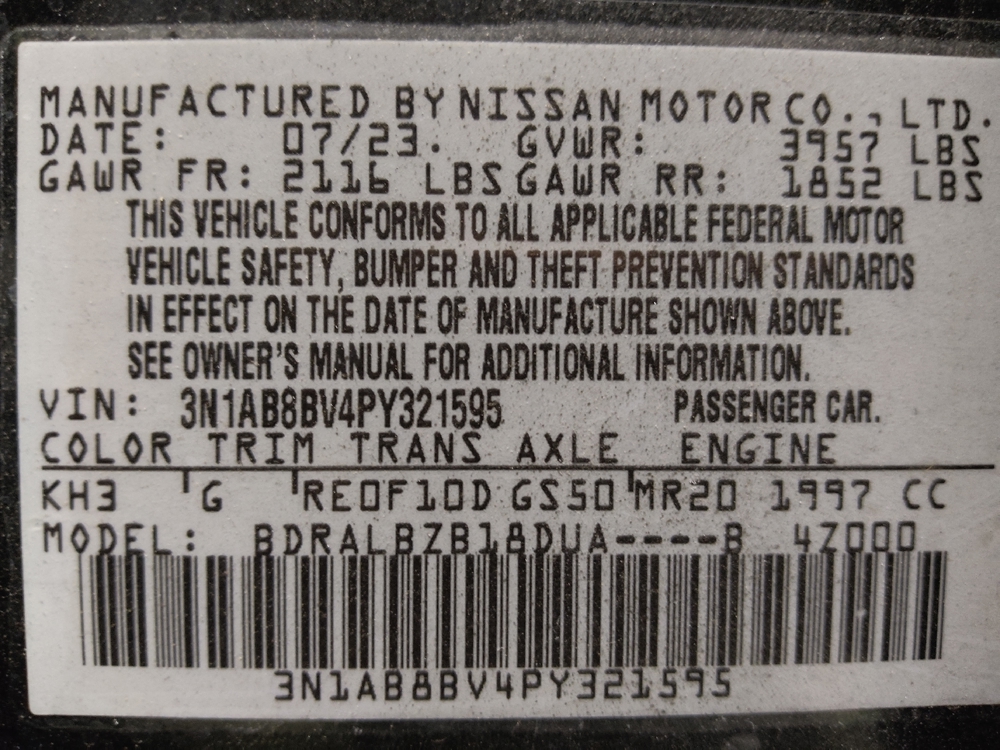 MANUFACTURED BY NISSAN MOTOR CO., LTD.
DATE: 07/23. GVWR: 3957 LBS
GAWR FR: 2116 LBS GAWR RR: 1852 LBS
THIS VEHICLE CONFORMS TO ALL APPLICABLE FEDERAL MOTOR
VEHICLE SAFETY, BUMPER AND THEFT PREVENTION STANDARDS
IN EFFECT ON THE DATE OF MANUFACTURE SHOWN ABOVE.
SEE OWNER'S MANUAL FOR ADDITIONAL INFORMATION.
VIN: 3N1AB8BV4PY321595 PASSENGER CAR.
COLOR TRIM TRANS AXLE ENGINE
KH3 G RE0F10D GS50 MR20 1997 CC
MODEL: BDRALBZB18DUA----B 4Z000
3N1AB8BV4PY321595